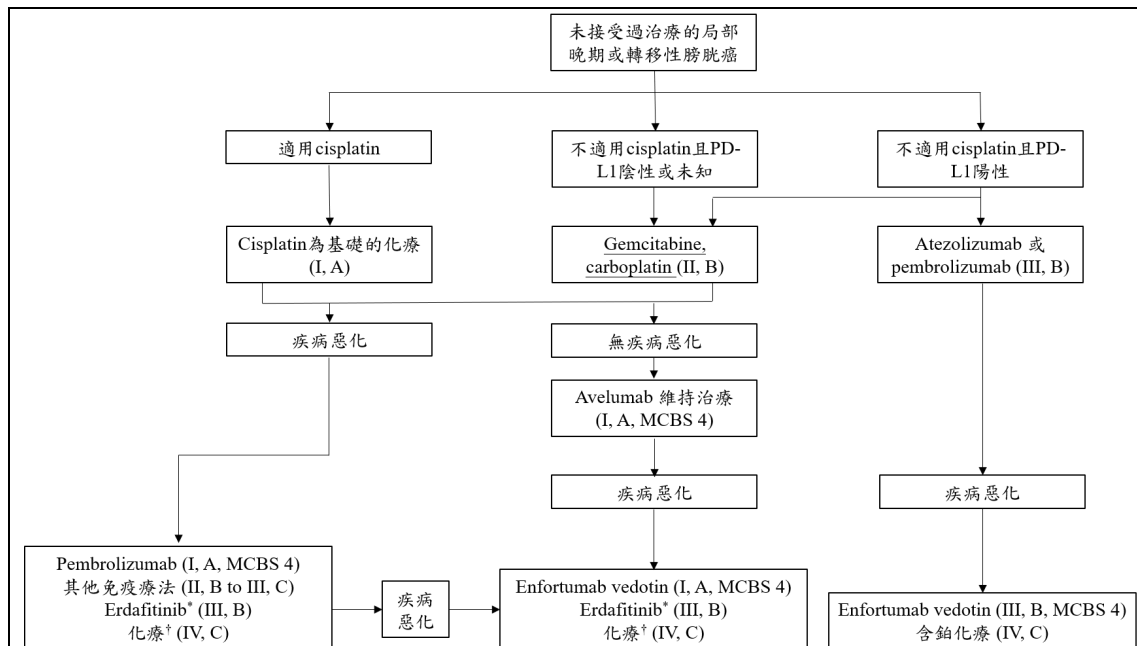 未接受過治療的局部
晚期或轉移性膀胱癌
適用cisplatin
不適用cisplatin且PD-
L1陰性或未知
不適用cisplatin且PD-
L1陽性
Cisplatin為基礎的化療
(I, A)
Gemcitabine,
carboplatin (II, B)
Atezolizumab 或
pembrolizumab (III, B)
疾病惡化
無疾病惡化
Avelumab 維持治療
(I, A, MCBS 4)
疾病惡化
疾病惡化
Pembrolizumab (I, A, MCBS 4)
其他免疫療法 (II, B to III, C)
Erdafitinib* (III, B)
化療† (IV, C)
疾病
惡化
Enfortumab vedotin (I, A, MCBS 4)
Erdafitinib* (III, B)
化療† (IV, C)
Enfortumab vedotin (III, B, MCBS 4)
含鉑化療 (IV, C)